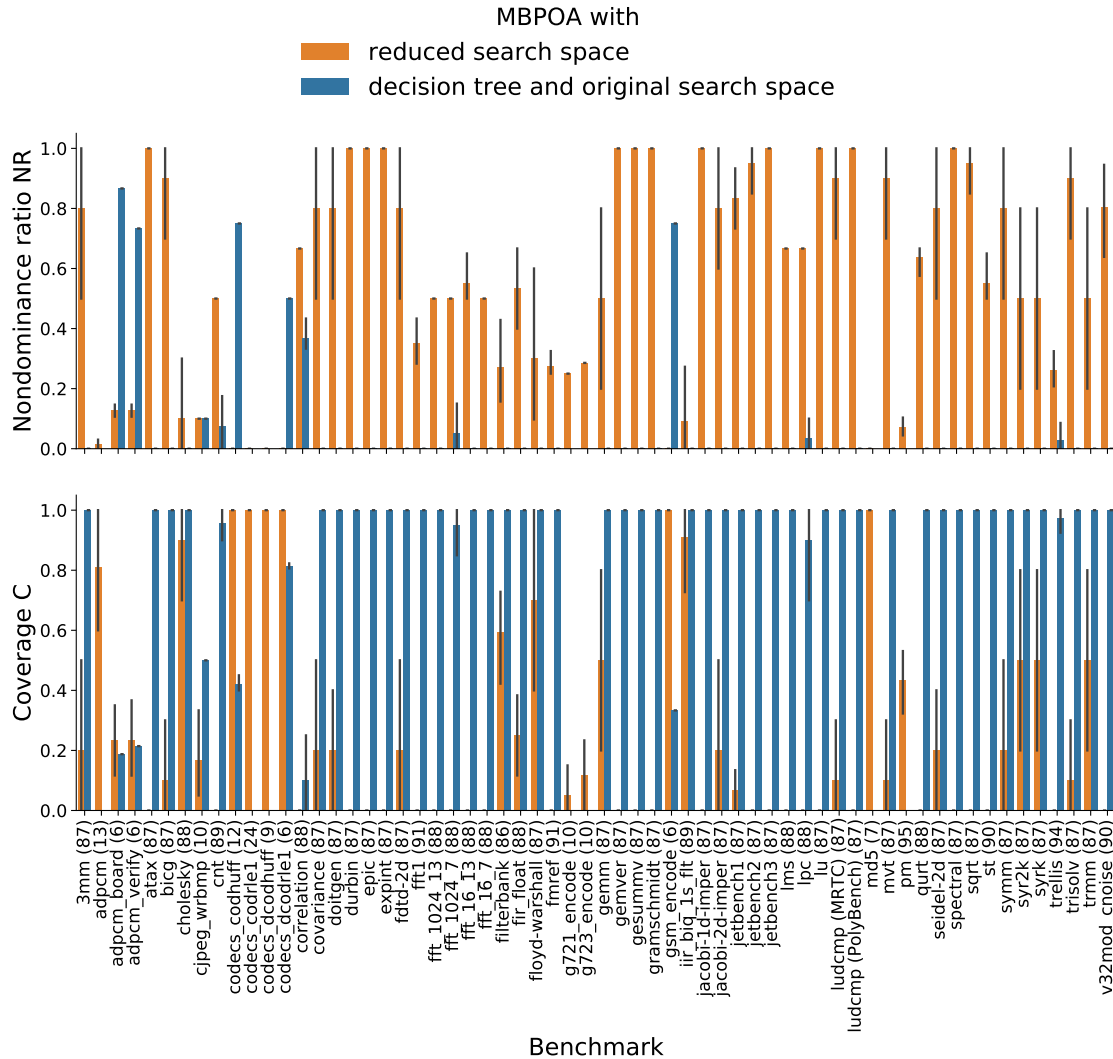 MBPOA with
reduced search space
decision tree and original search space
Nondominance ratio NR
1.0
0.8
0.6
0.4
0.2
0.0
Coverage C
1.0
0.8
0.6
0.4
0.2
0.0
3mm (87)
adpcm (13)
adpcm_board (6)
adpcm_verify (6)
atax (87)
bicg (87)
cholesky (88)
cjpeg_wrbmp (10)
cnt (89)
codecs_codhuff (12)
codecs_codrle1 (24)
codecs_dcodhuff (9)
codecs_dcodrle1 (6)
correlation (88)
covariance (87)
doitgen (87)
durbin (87)
epic (87)
expint (87)
fdtd-2d (87)
fft1 (91)
fft_1024_13 (88)
fft_1024_7 (88)
fft_16_13 (88)
fft_16_7 (88)
filterbank (86)
fir_float (88)
floyd-warshall (87)
fmref (91)
g721_encode (10)
g723_encode (10)
gemm (87)
gemver (87)
gesummv (87)
gramschmidt (87)
gsm_encode (6)
iir_biq_1s_flt (89)
jacobi-1d-imper (87)
jacobi-2d-imper (87)
jetbench1 (87)
jetbench2 (87)
jetbench3 (87)
lms (88)
lpc (88)
lu (87)
ludcmp (MRTC) (87)
ludcmp (PolyBench) (87)
md5 (7)
mvt (87)
pm (95)
qurt (88)
seidel-2d (87)
spectral (87)
sqrt (87)
st (90)
symm (87)
syr2k (87)
syrk (87)
trellis (94)
trisolv (87)
trmm (87)
v32mod_cnoise (90)
Benchmark